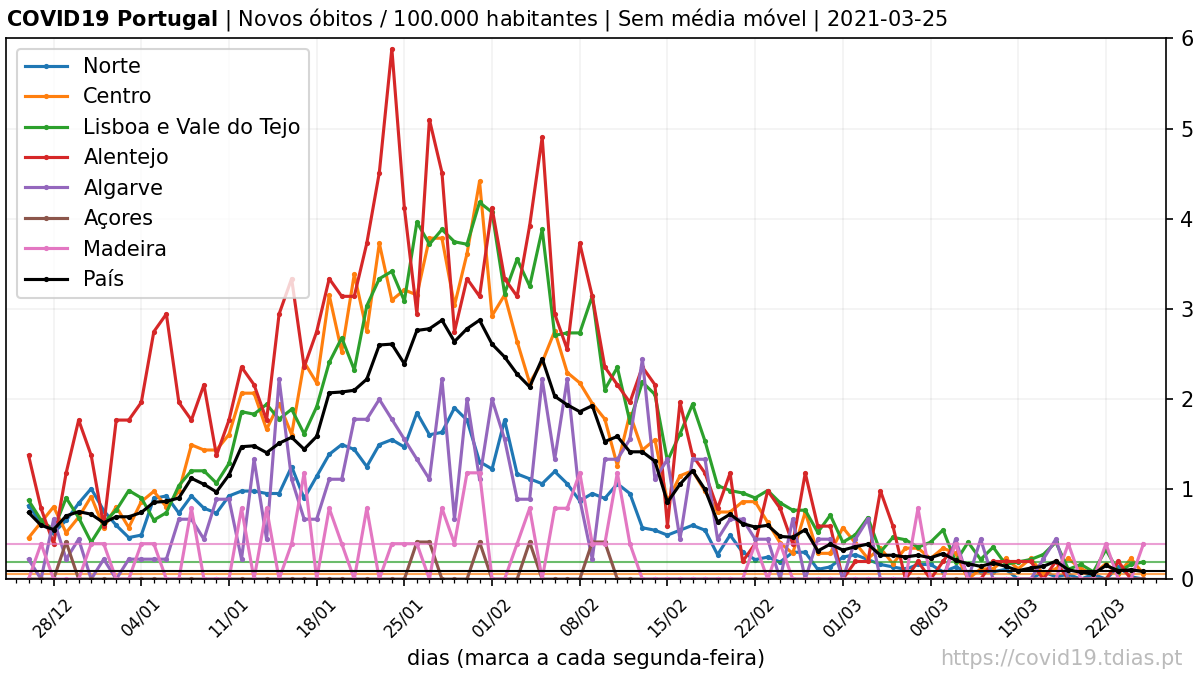 COVID19 Portugal | Novos óbitos / 100.000 habitantes | Sem média móvel | 2021-03-25
Norte
Centro
Lisboa e Vale do Tejo
Alentejo
Algarve
Açores
Madeira
País
6
5
4
3
2
1
0
28/12
04/01
11/01
18/01
25/01
01/02
08/02
15/02
22/02
01/03
08/03
15/03
22/03
dias (marca a cada segunda-feira)
https://covid19.tdias.pt